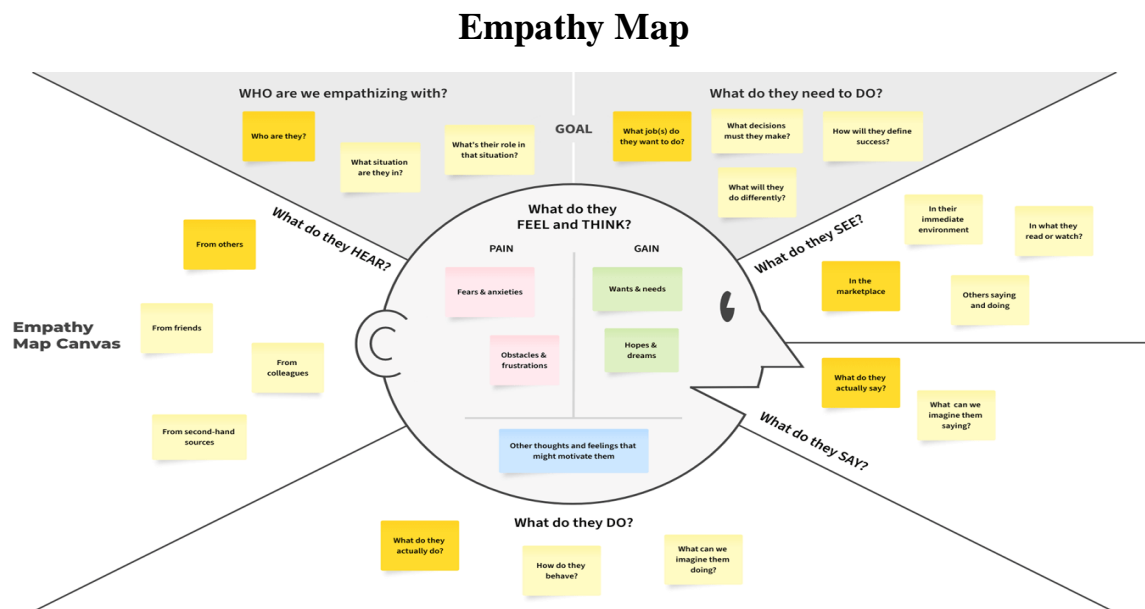 Empathy Map
WHO are we empathizing with?
Who are they?
What situation
are they in?
What's their role in
that situation?
GOAL
What do they need to DO?
What job(s) do
they want to do?
What decisions
must they make?
How will they define
success?
What will they
do differently?
What do they HEAR?
From others
From friends
From
colleagues
From second-hand
sources
Empathy
Map Canvas
What do they
FEEL and THINK?
PAIN
Fears & anxieties
Obstacles &
frustrations
GAIN
Wants & needs
Hopes &
dreams
Other thoughts and feelings that
might motivate them
What do they SEE?
In their
immediate
environment
In what they
read or watch?
In the
marketplace
Others saying
and doing
What do they SAY?
What do they
actually say?
What can we
imagine them
saying?
What do they DO?
What do they
actually do?
How do they
behave?
What can we
imagine them
doing?